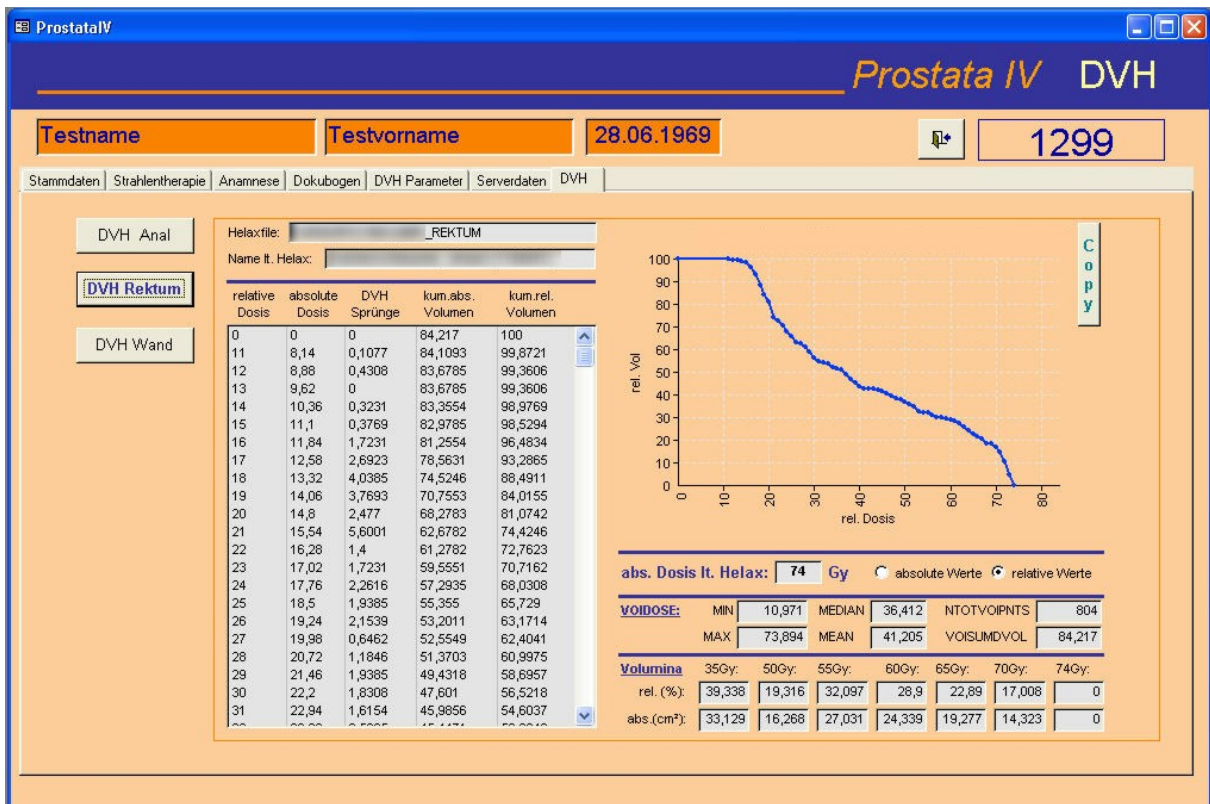 ProstataIV
Prostata IV DVH
Testname Testvorname 28.06.1969 1299
Stammdaten Strahlentherapie Anamnese Dokubogen DVH Parameter Serverdaten DVH
DVH Anal
DVH Rektum
DVH Wand
Helaxfile: _REKTUM
Name lt. Helax:
relative Dosis absolute Dosis DVH Sprünge kum.abs. Volumen kum.rel. Volumen
0 0 0 84,217 100
11 8,14 0,1077 84,1093 99,8721
12 8,88 0,4308 83,6785 99,3606
13 9,62 0 83,6785 99,3606
14 10,36 0,3231 83,3554 98,9769
15 11,1 0,3769 82,9785 98,5294
16 11,84 1,7231 81,2554 96,4834
17 12,58 2,6923 78,5631 93,2865
18 13,32 4,0385 74,5246 88,4911
19 14,06 3,7693 70,7553 84,0155
20 14,8 2,477 68,2783 81,0742
21 15,54 5,6001 62,6782 74,4246
22 16,28 1,4 61,2782 72,7623
23 17,02 1,7231 59,5551 70,7162
24 17,76 2,2616 57,2935 68,0308
25 18,5 1,9385 55,355 65,729
26 19,24 2,1539 53,2011 63,1714
27 19,98 0,6462 52,5549 62,4041
28 20,72 1,1846 51,3703 60,9975
29 21,46 1,9385 49,4318 58,6957
30 22,2 1,8308 47,601 56,5218
31 22,94 1,6154 45,9856 54,6037
Copy
rel. Vol
100
90
80
70
60
50
40
30
20
10
0
0 10 20 30 40 50 60 70 80
rel. Dosis
abs. Dosis lt. Helax: 74 Gy absolute Werte relative Werte
VOIDOSE: MIN 10,971 MEDIAN 36,412 NTOTVOIPNTS 804
MAX 73,894 MEAN 41,205 VOISUMDVOL 84,217
Volumina 35Gy: 50Gy: 55Gy: 60Gy: 65Gy: 70Gy: 74Gy:
rel. (%): 39,338 19,316 32,097 28,9 22,89 17,008 0
abs.(cm³): 33,129 16,268 27,031 24,339 19,277 14,323 0